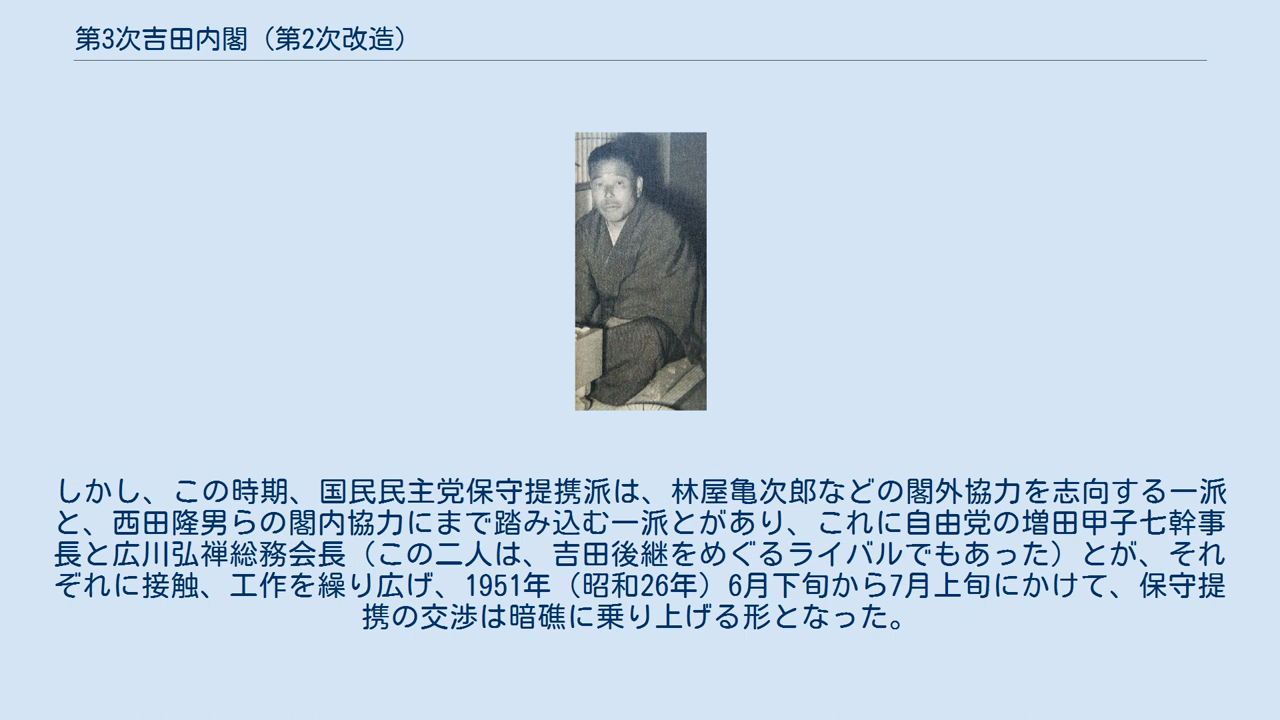 第3次吉田内閣（第2次改造）
しかし、この時期、国民民主党保守提携派は、林屋亀次郎などの閣外協力を志向する一派
と、西田隆男らの閣内協力にまで踏み込む一派とがあり、これに自由党の増田甲子七幹事
長と広川弘禅総務会長（この二人は、吉田後継をめぐるライバルでもあった）とが、それ
ぞれに接触、工作を繰り広げ、1951年（昭和26年）6月下旬から7月上旬にかけて、保守提
携の交渉は暗礁に乗り上げる形となった。